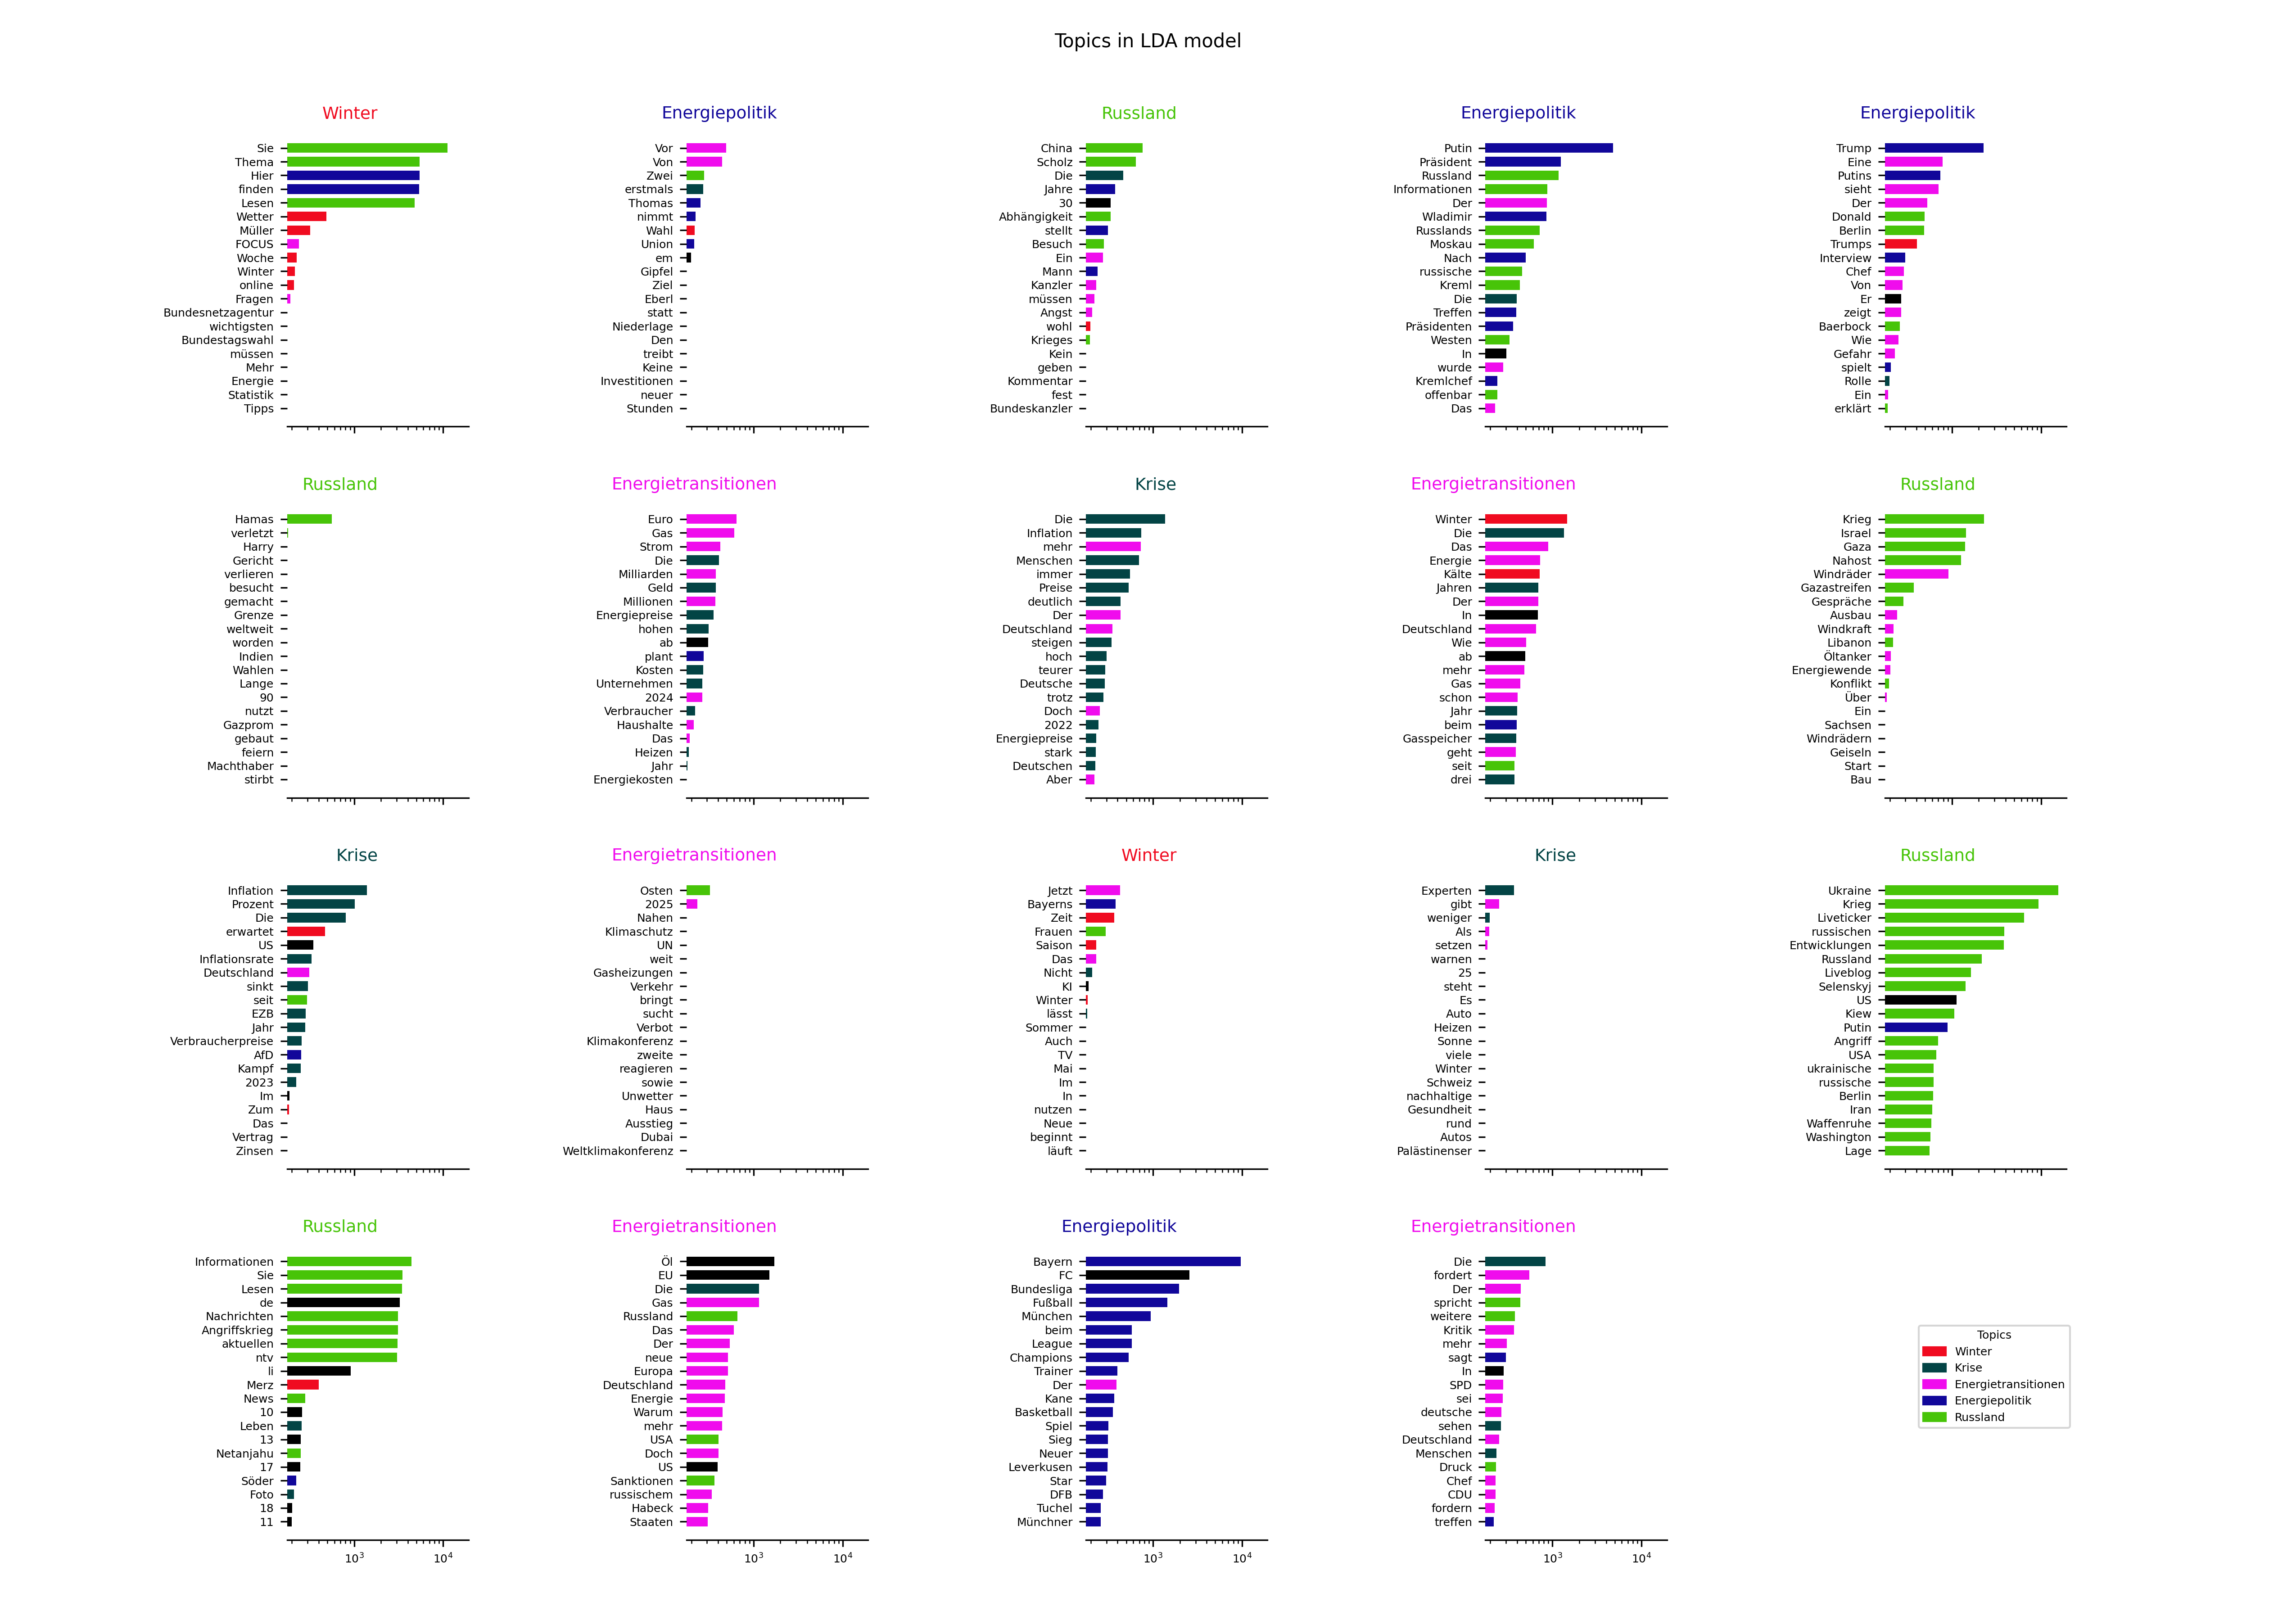 Topics in LDA model
Winter
Sie
Thema
Hier
finden
Lesen
Wetter
Müller
FOCUS
Woche
Winter
online
Fragen
Bundesnetzagentur
wichtigsten
Bundestagswahl
müssen
Mehr
Energie
Statistik
Tipps
Energiepolitik
Vor
Von
Zwei
erstmals
Thomas
nimmt
Wahl
Union
em
Gipfel
Ziel
Eberl
statt
Niederlage
Den
treibt
Keine
Investitionen
neuer
Stunden
Russland
China
Scholz
Die
Jahre
30
Abhängigkeit
stellt
Besuch
Ein
Mann
Kanzler
müssen
Angst
wohl
Krieges
Kein
geben
Kommentar
fest
Bundeskanzler
Energiepolitik
Putin
Präsident
Russland
Informationen
Der
Wladimir
Russlands
Moskau
Nach
russische
Kreml
Die
Treffen
Präsidenten
Westen
In
wurde
Kremlchef
offenbar
Das
Energiepolitik
Trump
Eine
Putins
sieht
Der
Donald
Berlin
Trumps
Interview
Chef
Von
Er
zeigt
Baerbock
Wie
Gefahr
spielt
Rolle
Ein
erklärt
Russland
Hamas
verletzt
Harry
Gericht
verlieren
besucht
gemacht
Grenze
weltweit
worden
Indien
Wahlen
Lange
90
nutzt
Gazprom
gebaut
feiern
Machthaber
stirbt
Energietransitionen
Euro
Gas
Strom
Die
Milliarden
Geld
Millionen
Energiepreise
hohen
ab
plant
Kosten
Unternehmen
2024
Verbraucher
Haushalte
Das
Heizen
Jahr
Energiekosten
Krise
Die
Inflation
mehr
Menschen
immer
Preise
deutlich
Der
Deutschland
steigen
hoch
teurer
Deutsche
trotz
Doch
2022
Energiepreise
stark
Deutschen
Aber
Energietransitionen
Winter
Die
Das
Energie
Kälte
Jahren
Der
In
Deutschland
Wie
ab
mehr
Gas
schon
Jahr
beim
Gasspeicher
geht
seit
drei
Russland
Krieg
Israel
Gaza
Nahost
Windräder
Gazastreifen
Gespräche
Ausbau
Windkraft
Libanon
Öltanker
Energiewende
Konflikt
Über
Ein
Sachsen
Windrädern
Geiseln
Start
Bau
Krise
Inflation
Prozent
Die
erwartet
US
Inflationsrate
Deutschland
sinkt
seit
EZB
Jahr
Verbraucherpreise
AfD
Kampf
2023
Im
Zum
Das
Vertrag
Zinsen
Energietransitionen
Osten
2025
Nahen
Klimaschutz
UN
weit
Gasheizungen
Verkehr
bringt
sucht
Verbot
Klimakonferenz
zweite
reagieren
sowie
Unwetter
Haus
Ausstieg
Dubai
Weltklimakonferenz
Winter
Jetzt
Bayerns
Zeit
Frauen
Saison
Das
Nicht
KI
Winter
lässt
Sommer
Auch
TV
Mai
Im
In
nutzen
Neue
beginnt
läuft
Krise
Experten
gibt
weniger
Als
setzen
warnen
25
steht
Es
Auto
Heizen
Sonne
viele
Winter
Schweiz
nachhaltige
Gesundheit
rund
Autos
Palästinenser
Russland
Ukraine
Krieg
Liveticker
russischen
Entwicklungen
Russland
Liveblog
Selenskyj
US
Kiew
Putin
Angriff
USA
ukrainische
russische
Berlin
Iran
Waffenruhe
Washington
Lage
Russland
Informationen
Sie
Lesen
de
Nachrichten
Angriffskrieg
aktuellen
ntv
li
Merz
News
10
Leben
13
Netanjahu
17
Söder
Foto
18
11
10³ 10⁴
Energietransitionen
Öl
EU
Die
Gas
Russland
Das
Der
neue
Europa
Deutschland
Energie
Warum
mehr
USA
Doch
US
Sanktionen
russischem
Habeck
Staaten
10³ 10⁴
Energiepolitik
Bayern
FC
Bundesliga
Fußball
München
beim
League
Champions
Trainer
Der
Kane
Basketball
Spiel
Sieg
Neuer
Leverkusen
Star
DFB
Tuchel
Münchner
10³ 10⁴
Energietransitionen
Die
fordert
Der
spricht
weitere
Kritik
mehr
sagt
In
SPD
sei
deutsche
sehen
Deutschland
Menschen
Druck
Chef
CDU
fordern
treffen
10³ 10⁴
Topics
Winter
Krise
Energietransitionen
Energiepolitik
Russland